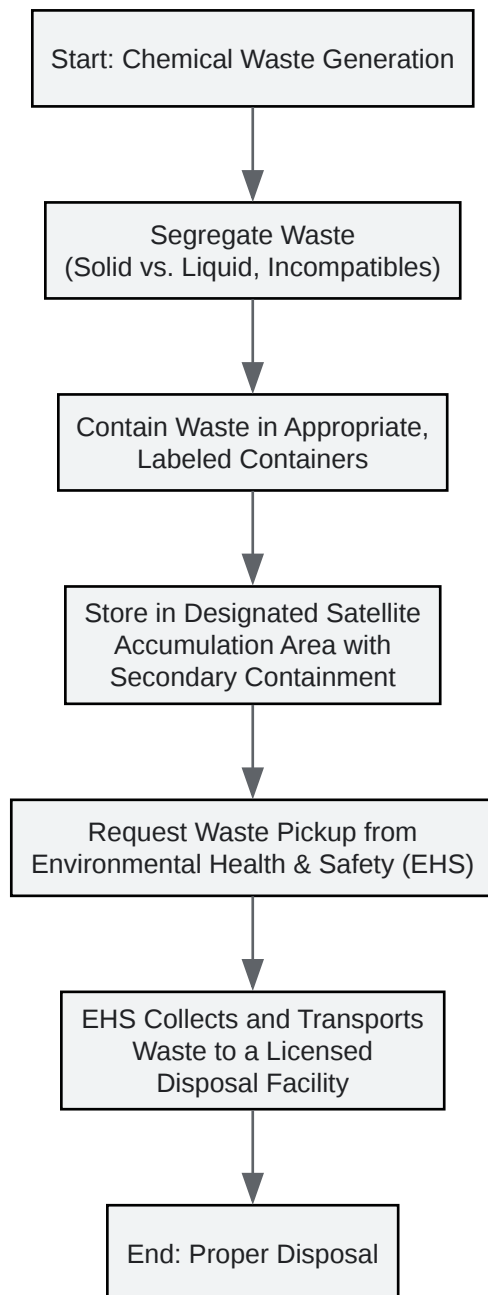 Start: Chemical Waste Generation
Segregate Waste
(Solid vs. Liquid, Incompatibles)
Contain Waste in Appropriate,
Labeled Containers
Store in Designated Satellite
Accumulation Area with
Secondary Containment
Request Waste Pickup from
Environmental Health & Safety (EHS)
EHS Collects and Transports
Waste to a Licensed
Disposal Facility
End: Proper Disposal